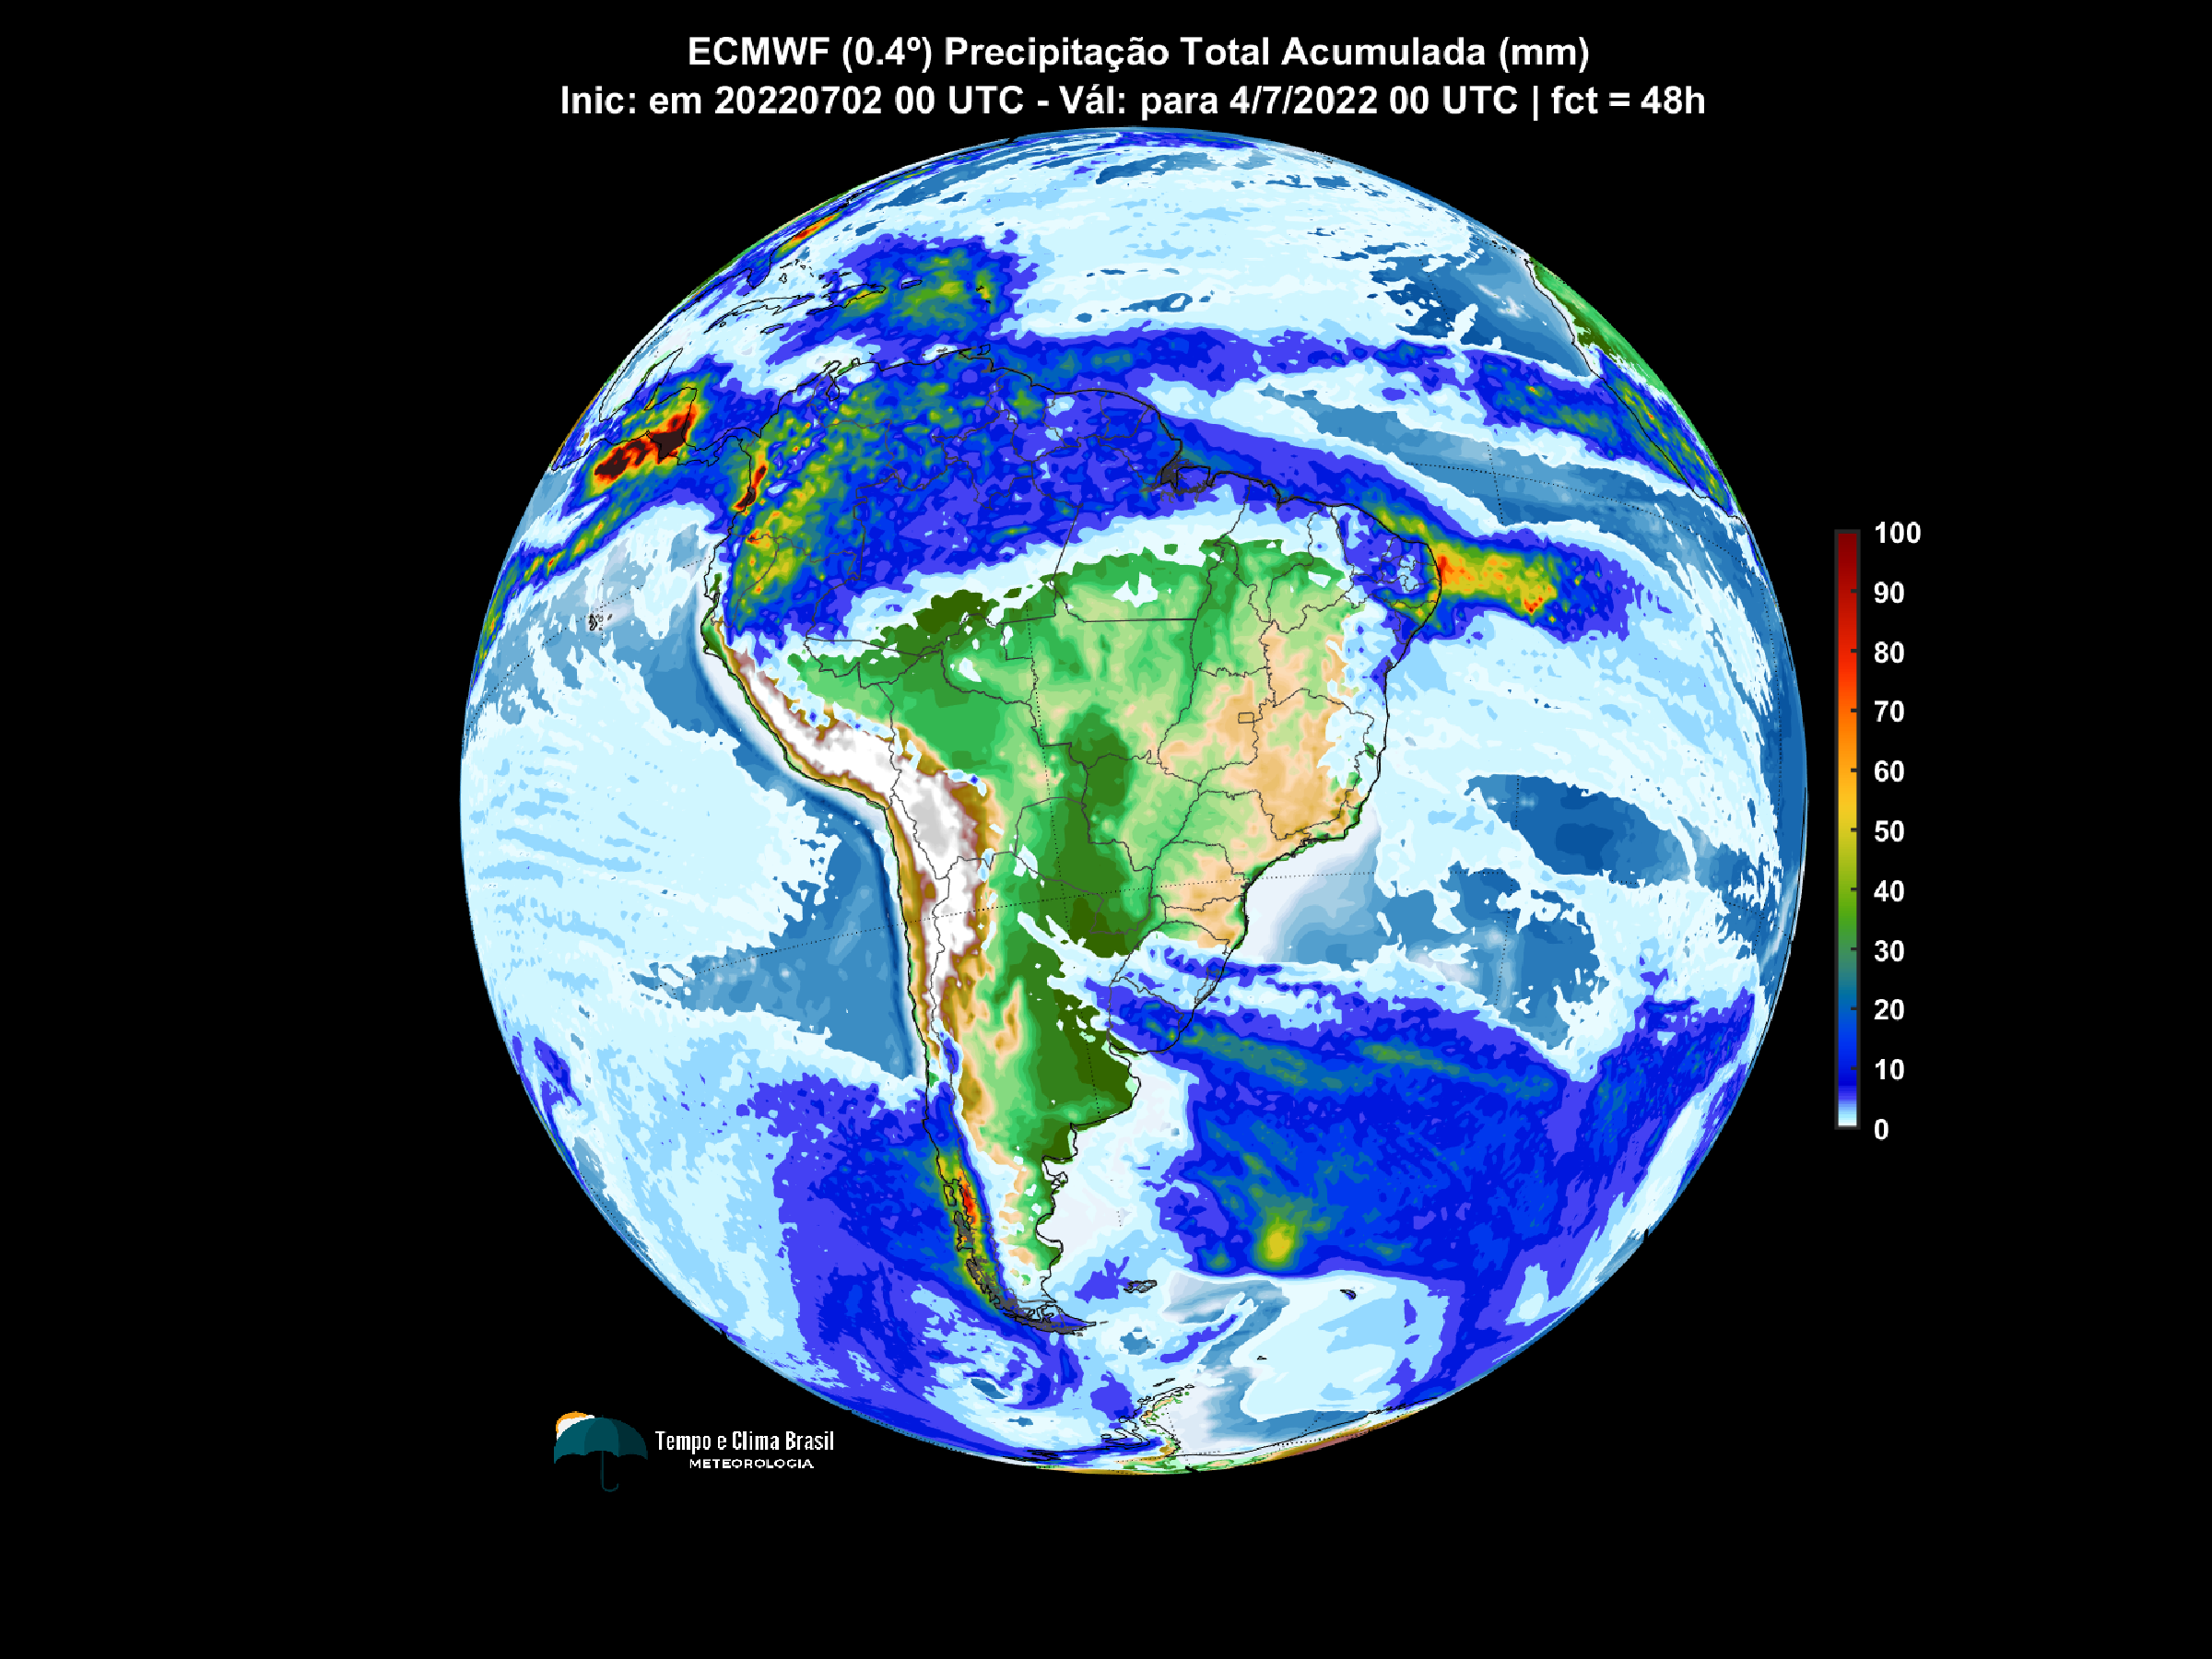 ECMWF (0.4º) Precipitação Total Acumulada (mm)
Inic: em 20220702 00 UTC - Vál: para 4/7/2022 00 UTC | fct = 48h
100
90
80
70
60
50
40
30
20
10
0
Tempo e Clima Brasil
METEOROLOGIA